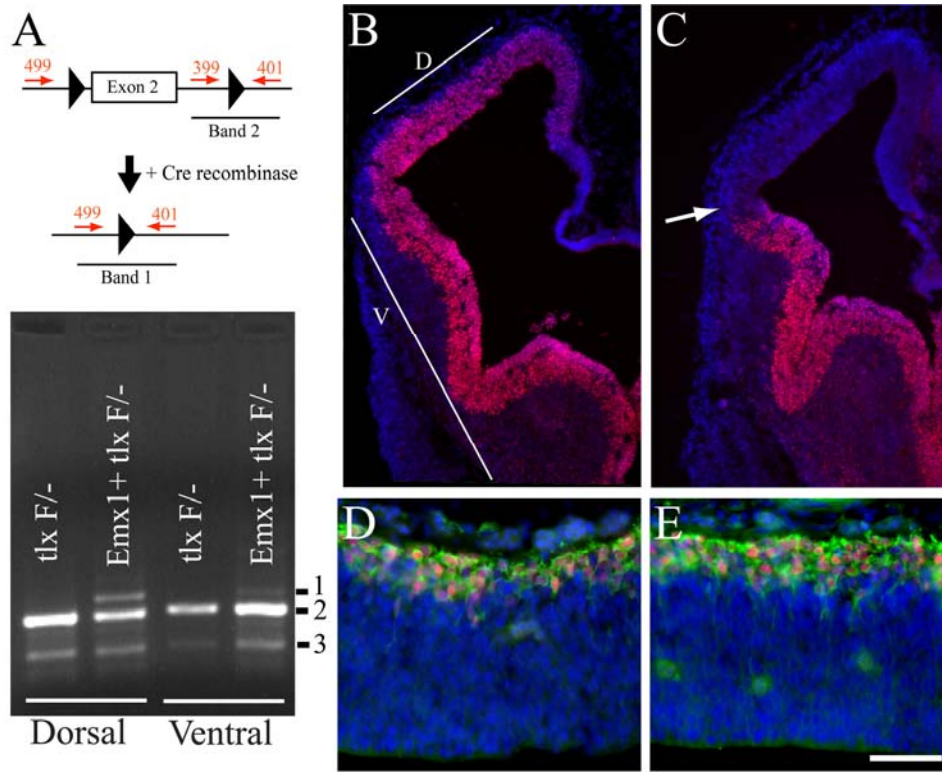 A
499
399
401
Exon 2
Band 2
+ Cre recombinase
499
401
Band 1
tlx F/-
Emx1+ tlx F/-
tlx F/-
Emx1+ tlx F/-
1
2
3
Dorsal
Ventral
B
D
V
C
D
E